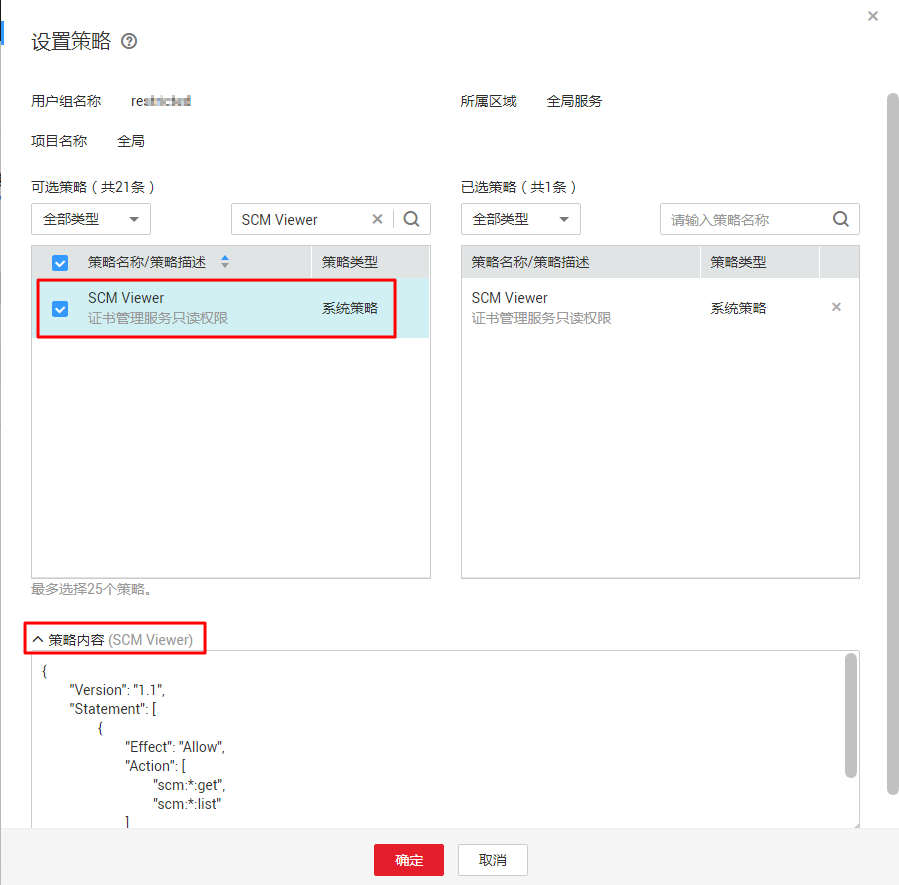 设置策略
用户组名称
所属区域 全局服务
项目名称 全局
可选策略（共21条）
已选策略（共1条）
全部类型 SCM Viewer
全部类型 请输入策略名称
策略名称/策略描述 策略类型
策略名称/策略描述 策略类型
SCM Viewer
证书管理服务只读权限
系统策略
SCM Viewer
证书管理服务只读权限
系统策略
最多选择25个策略。
策略内容 (SCM Viewer)
{
"Version": "1.1",
"Statement": [
{
"Effect": "Allow",
"Action": [
"scm:*:get",
"scm:*:list"
]
确定 取消